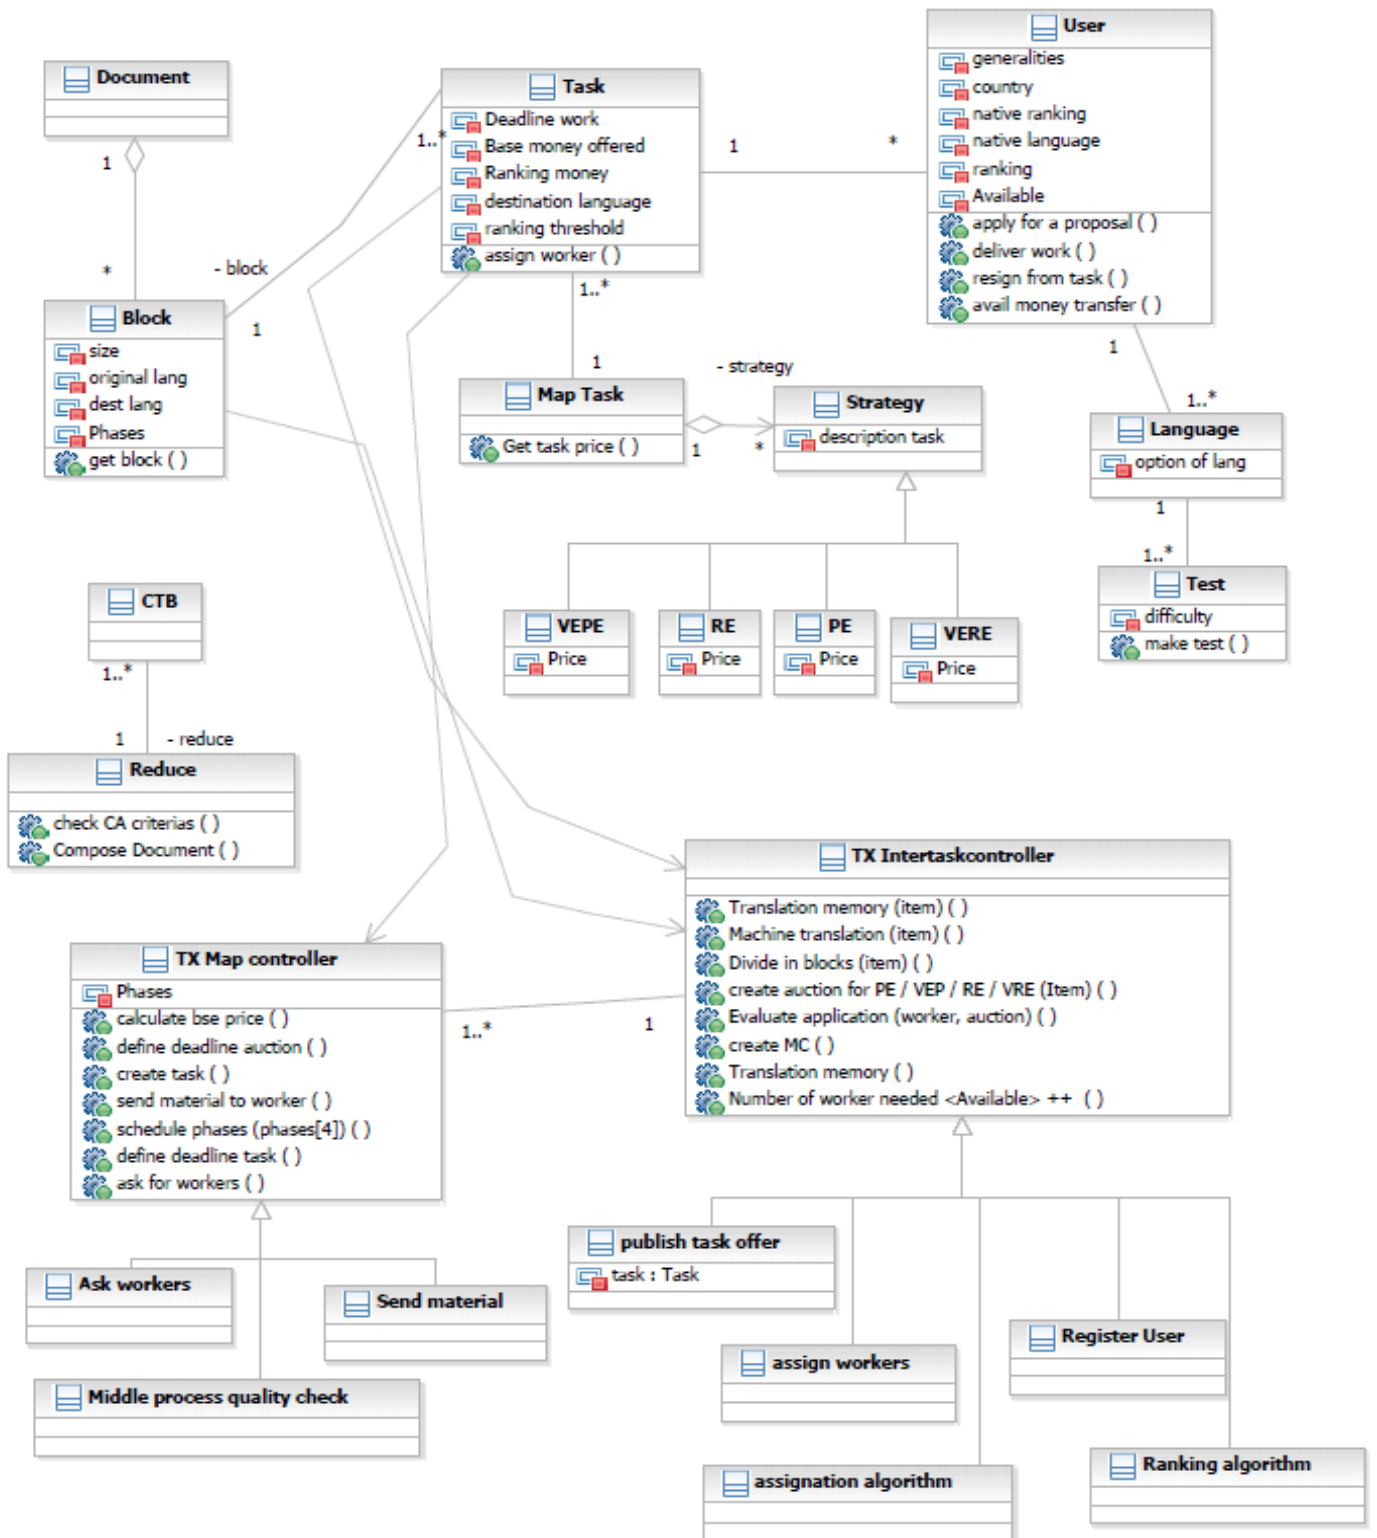 User
generalities
country
native ranking
native language
ranking
Available
apply for a proposal ( )
deliver work ( )
resign from task ( )
avail money transfer ( )
Document
1
*
Task
Deadline work
Base money offered
Ranking money
destination language
ranking threshold
assign worker ( )
1..*
1
*
- block
1
Block
size
original lang
dest lang
Phases
get block ( )
1..*
1
Map Task
Get task price ( )
- strategy
1
*
Strategy
description task
1
1..*
Language
option of lang
1
1..*
Test
difficulty
make test ( )
VEPE
Price
RE
Price
PE
Price
VERE
Price
CTB
1..*
1
- reduce
Reduce
check CA criterias ( )
Compose Document ( )
TX Intertaskcontroller
Translation memory (item) ( )
Machine translation (item) ( )
Divide in blocks (item) ( )
create auction for PE / VEP / RE / VRE (Item) ( )
Evaluate application (worker, auction) ( )
create MC ( )
Translation memory ( )
Number of worker needed <Available> ++ ( )
TX Map controller
Phases
calculate bse price ( )
define deadline auction ( )
create task ( )
send material to worker ( )
schedule phases (phases[4]) ( )
define deadline task ( )
ask for workers ( )
1..*
1
Ask workers
Send material
Middle process quality check
publish task offer
task : Task
assign workers
Register User
assignation algorithm
Ranking algorithm